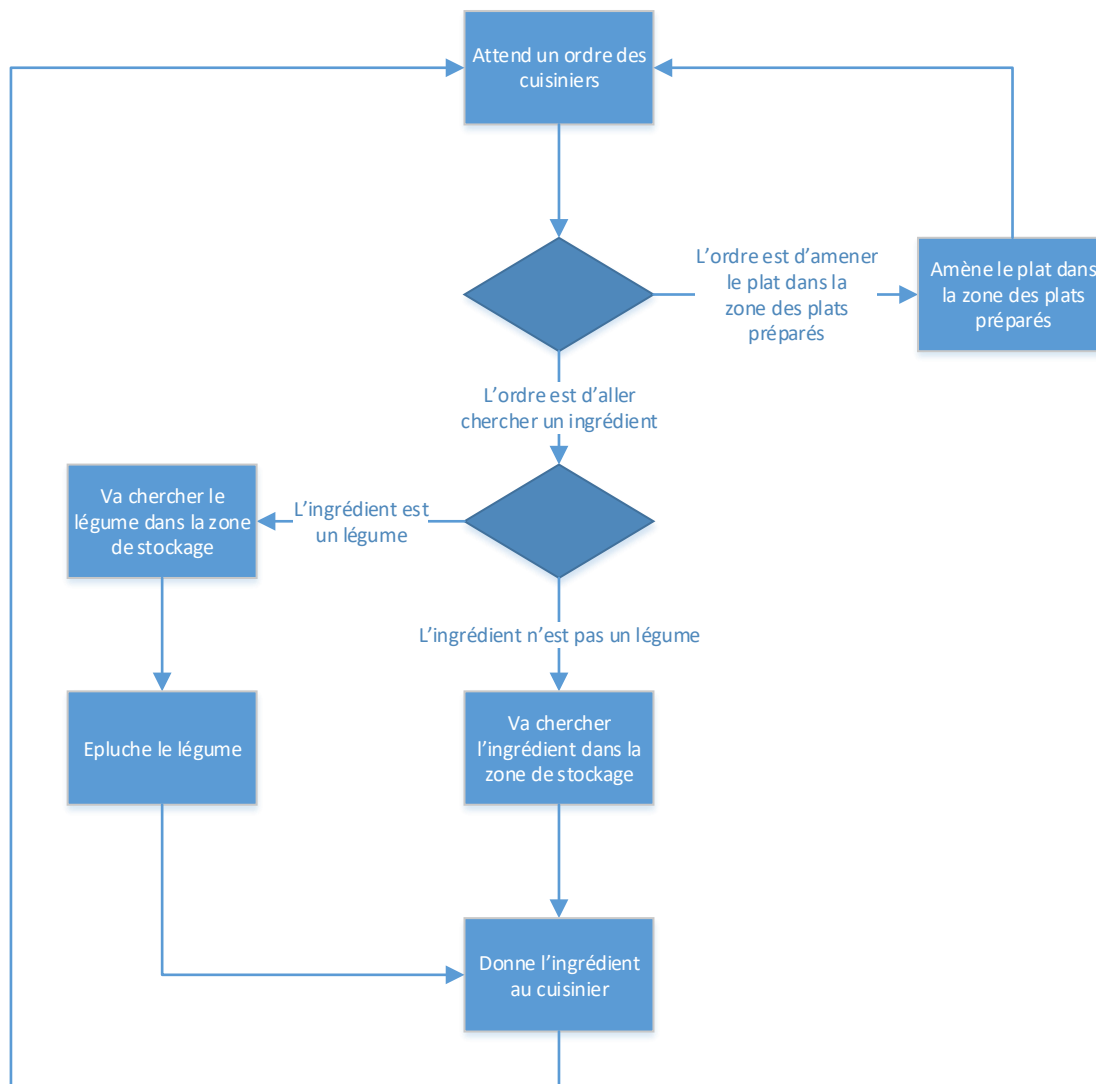 Attend un ordre des
cuisiniers
L’ordre est d’amener
le plat dans la
zone des plats
préparés
Amène le plat dans
la zone des plats
préparés
L’ordre est d’aller
chercher un ingrédient
Va chercher le
légume dans la zone
de stockage
L’ingrédient est
un légume
L’ingrédient n’est pas un légume
Epluche le légume
Va chercher
l’ingrédient dans la
zone de stockage
Donne l’ingrédient
au cuisinier